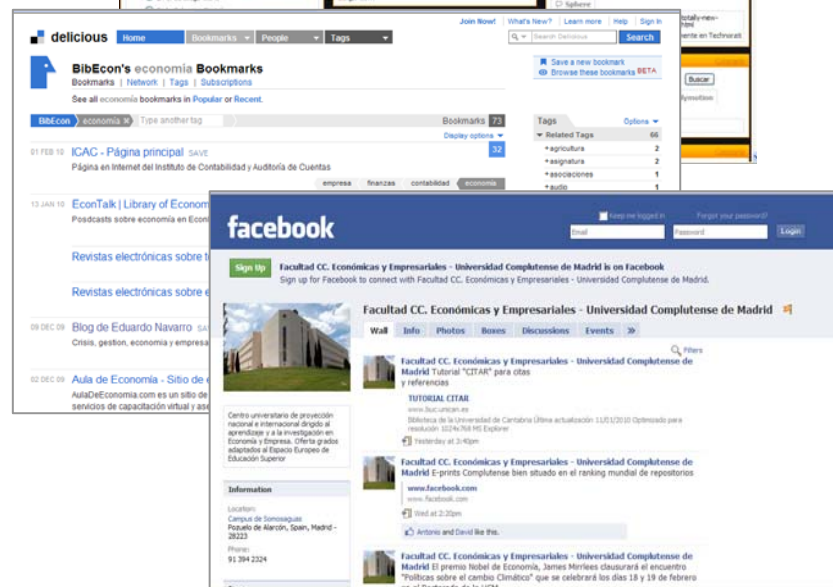 Sphere
totally-new-
html
mente en Technorati
Buscar
Join Now! What's New? Learn more Help Sign In
delicious Home Bookmarks People Tags Search Delicious Search
BibEcon's economia Bookmarks
Bookmarks | Network | Tags | Subscriptions
See all economia bookmarks in Popular or Recent.
Save a new bookmark
Browse these bookmarks BETA
BibEcon economia Type another tag Bookmarks 73
Display options
Tags Options
Related Tags 66
+agricultura 2
+asignatura 2
+asociaciones 1
+audio 1
01 FEB 10 ICAC - Página principal SAVE 32
Página en Internet del Instituto de Contabilidad y Auditoría de Cuentas
empresa finanzas contabilidad economia
13 JAN 10 EconTalk | Library of Econom
Posdcasts sobre economía en Econl
Revistas electrónicas sobre t
Revistas electrónicas sobre e
09 DEC 09 Blog de Eduardo Navarro
Crisis, gestion, economia y empresa
02 DEC 09 Aula de Economía - Sitio de
AulaDeEconomia.com es un sitio de
servicios de capacitación virtual y ase
facebook
Keep me logged in Forgot your password?
Email Password Login
Sign Up Facultad CC. Económicas y Empresariales - Universidad Complutense de Madrid is on Facebook
Sign up for Facebook to connect with Facultad CC. Económicas y Empresariales - Universidad Complutense de Madrid.
Facultad CC. Económicas y Empresariales - Universidad Complutense de Madrid
Wall Info Photos Boxes Discussions Events »
Filters
Facultad CC. Económicas y Empresariales - Universidad Complutense de
Madrid Tutorial "CITAR" para citas
y referencias
TUTORIAL CITAR
www.buc.unican.es
Biblioteca de la Universidad de Cantabria Última actualización 11/01/2010 Optimizado para
resolución 1024x768 MS Explorer
Yesterday at 3:40pm
Facultad CC. Económicas y Empresariales - Universidad Complutense de
Madrid E-prints Complutense bien situado en el ranking mundial de repositorios
www.facebook.com
www.facebook.com
Wed at 2:20pm
Antonio and David like this.
Facultad CC. Económicas y Empresariales - Universidad Complutense de
Madrid El premio Nobel de Economía, James Mirrlees clausurará el encuentro
"Políticas sobre el cambio Climático" que se celebrará los días 18 y 19 de febrero
Centro universitario de proyección
nacional e internacional dirigido al
aprendizaje y a la investigación en
Economía y Empresa. Oferta grados
adaptados al Espacio Europeo de
Educación Superior
Information
Location:
Campus de Somosaguas
Pozuelo de Alarcón, Spain, Madrid -
28223
Phone:
91 394 2324